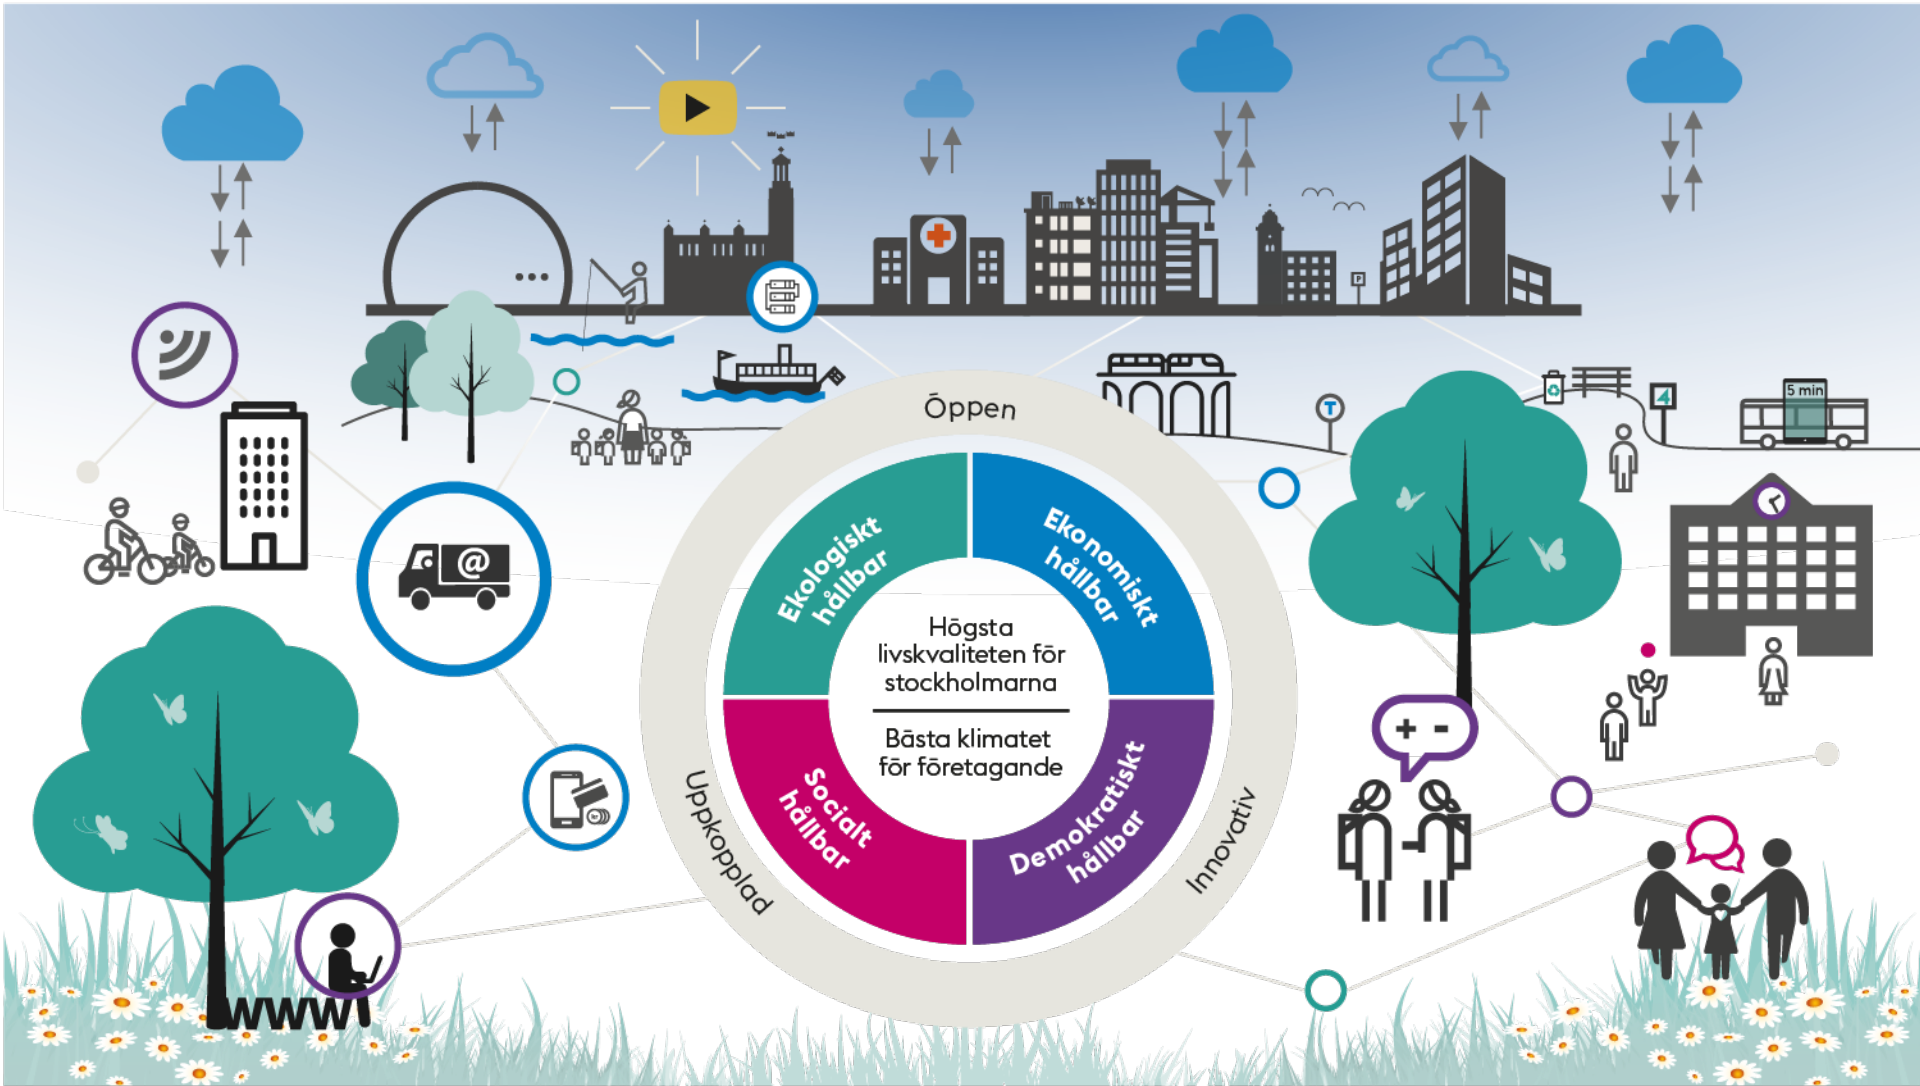 P
Öppen
T
4
5 min
@
Ekologiskt
hållbar
Ekonomiskt
hållbar
Högsta
livskvaliteten för
stockholmarna
Bästa klimatet
för företagande
+ -
Socialt
hållbar
Demokratiskt
hållbar
Uppkopplad
Innovativ
www